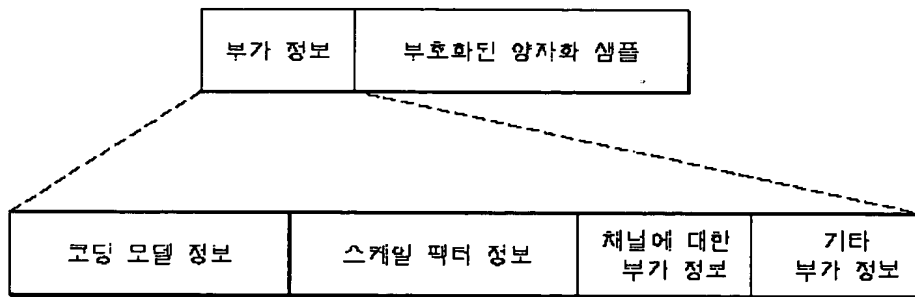 부가 정보
부호화된 양자화 샘플
코딩 모델 정보
스케일 팩터 정보
채널에 대한
부가 정보
기타
부가 정보